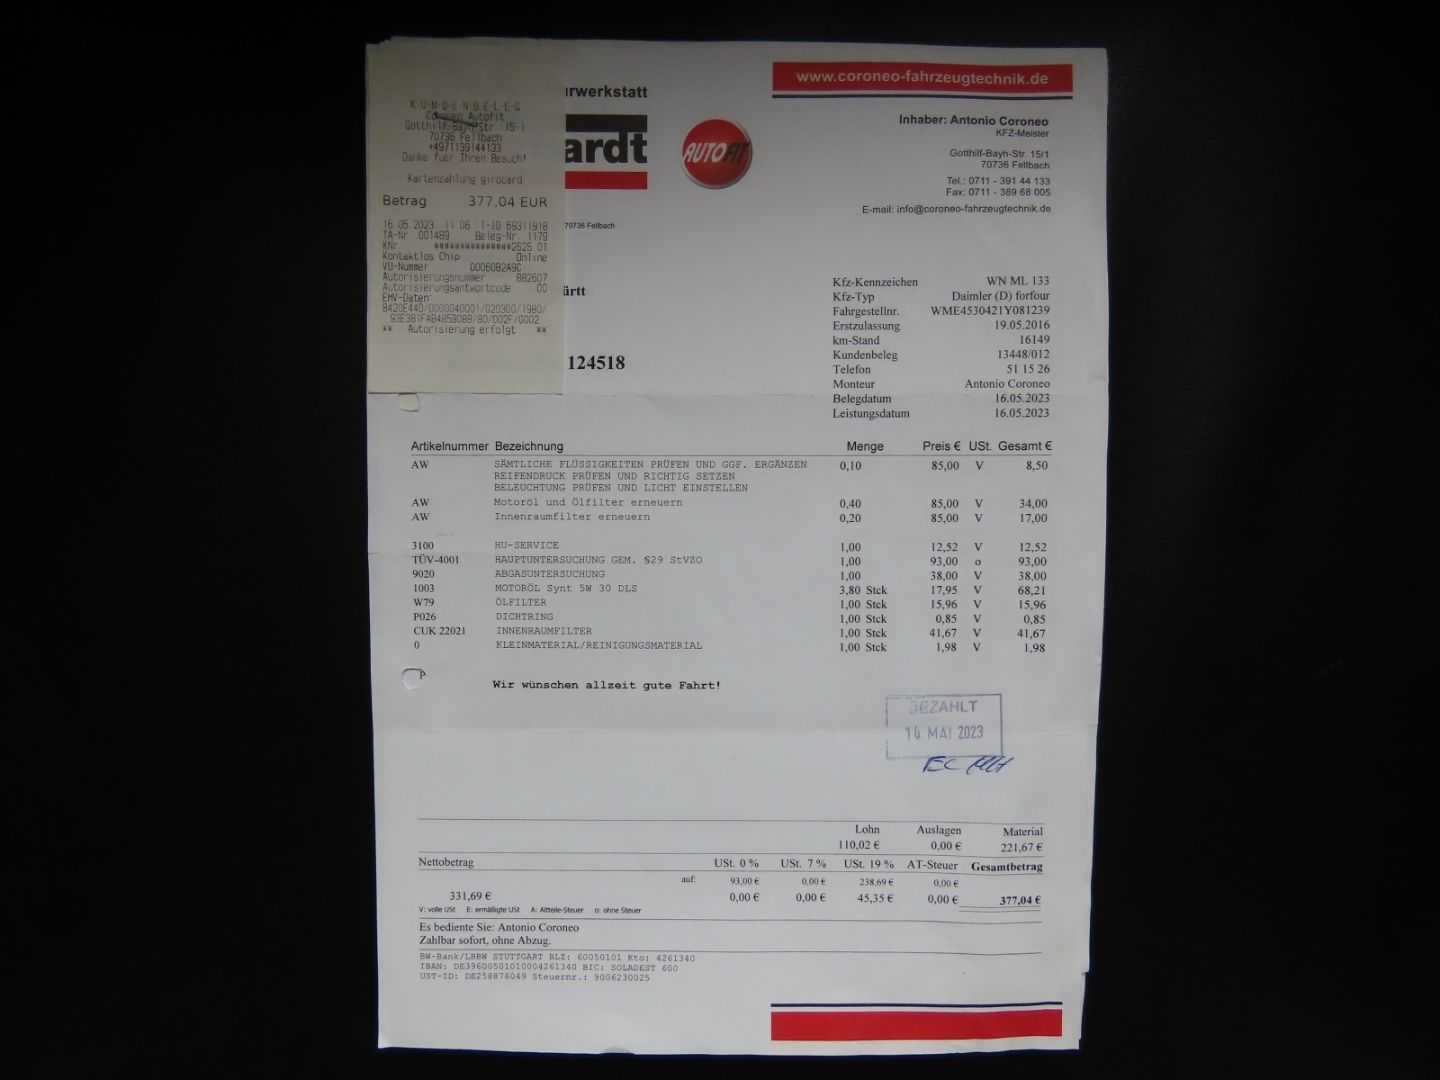 K-U-N-D-E-N-B-E-L-E-G
Autofit
Gotthilf-Bayh-Str 15-1
70736 Fellbach
+4971139144133
Danke fuer Ihren Besuch!
Kartenzahlung girocard
Betrag 377,04 EUR
16.05.2023 11:06 T-ID 69311918
TA-Nr 001489 Beleg-Nr. 1179
KNr ##############2625 01
Kontaktlos Chip Online
VU-Nummer 0006082A9C
Autorisierungsnummer 882607
Autorisierungsantwortcode 00
EMV-Daten:
** Autorisierung erfolgt **
urwerkstatt
ardt
AUTOFIT
70736 Fellbach
ürtt
124518
www.coroneo-fahrzeugtechnik.de
Inhaber: Antonio Coroneo
KFZ-Meister
Gotthilf-Bayh-Str. 15/1
70736 Fellbach
Tel.: 0711 - 391 44 133
Fax: 0711 - 389 68 005
E-mail: info@coroneo-fahrzeugtechnik.de
Kfz-Kennzeichen WN ML 133
Kfz-Typ Daimler (D) forfour
Fahrgestellnr. WME4530421Y081239
Erstzulassung 19.05.2016
km-Stand 16149
Kundenbeleg 13448/012
Telefon 51 15 26
Monteur Antonio Coroneo
Belegdatum 16.05.2023
Leistungsdatum 16.05.2023
Artikelnummer Bezeichnung Menge Preis € USt. Gesamt €
AW SÄMTLICHE FLÜSSIGKEITEN PRÜFEN UND GGF. ERGÄNZEN 0,10 85,00 V 8,50
REIFENDRUCK PRÜFEN UND RICHTIG SETZEN
BELEUCHTUNG PRÜFEN UND LICHT EINSTELLEN
AW Motoröl und Ölfilter erneuern 0,40 85,00 V 34,00
AW Innenraumfilter erneuern 0,20 85,00 V 17,00
3100 HU-SERVICE 1,00 12,52 V 12,52
TÜV-4001 HAUPTUNTERSUCHUNG GEM. §29 StVZO 1,00 93,00 o 93,00
9020 ABGASUNTERSUCHUNG 1,00 38,00 V 38,00
1003 MOTORÖL Synt 5W 30 DLS 3,80 Stck 17,95 V 68,21
W79 ÖLFILTER 1,00 Stck 15,96 V 15,96
P026 DICHTRING 1,00 Stck 0,85 V 0,85
CUK 22021 INNENRAUMFILTER 1,00 Stck 41,67 V 41,67
0 KLEINMATERIAL/REINIGUNGSMATERIAL 1,00 Stck 1,98 V 1,98
P
Wir wünschen allzeit gute Fahrt!
BEZAHLT
16. MAI 2023
EC
Lohn Auslagen Material
110,02 € 0,00 € 221,67 €
Nettobetrag USt. 0 % USt. 7 % USt. 19 % AT-Steuer Gesamtbetrag
auf: 93,00 € 0,00 € 238,69 € 0,00 €
331,69 € 0,00 € 0,00 € 45,35 € 0,00 € 377,04 €
V: volle USt E: ermäßigte USt A: Altteile-Steuer o: ohne Steuer
Es bediente Sie: Antonio Coroneo
Zahlbar sofort, ohne Abzug.
BW-Bank/LBBW STUTTGART BLZ: 60050101 Kto: 4261340
IBAN: DE39600501010004261340 BIC: SOLADEST 600
UST-ID: DE258876049 Steuernr.: 9006230025